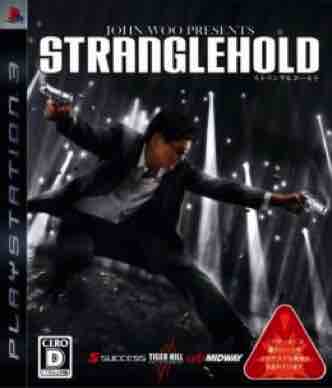 PLAYSTATION 3
JOHN WOO PRESENTS
STRANGLEHOLD
ストラングルホールド
CERO
D
SUCCESS TIGER HILL MIDWAY